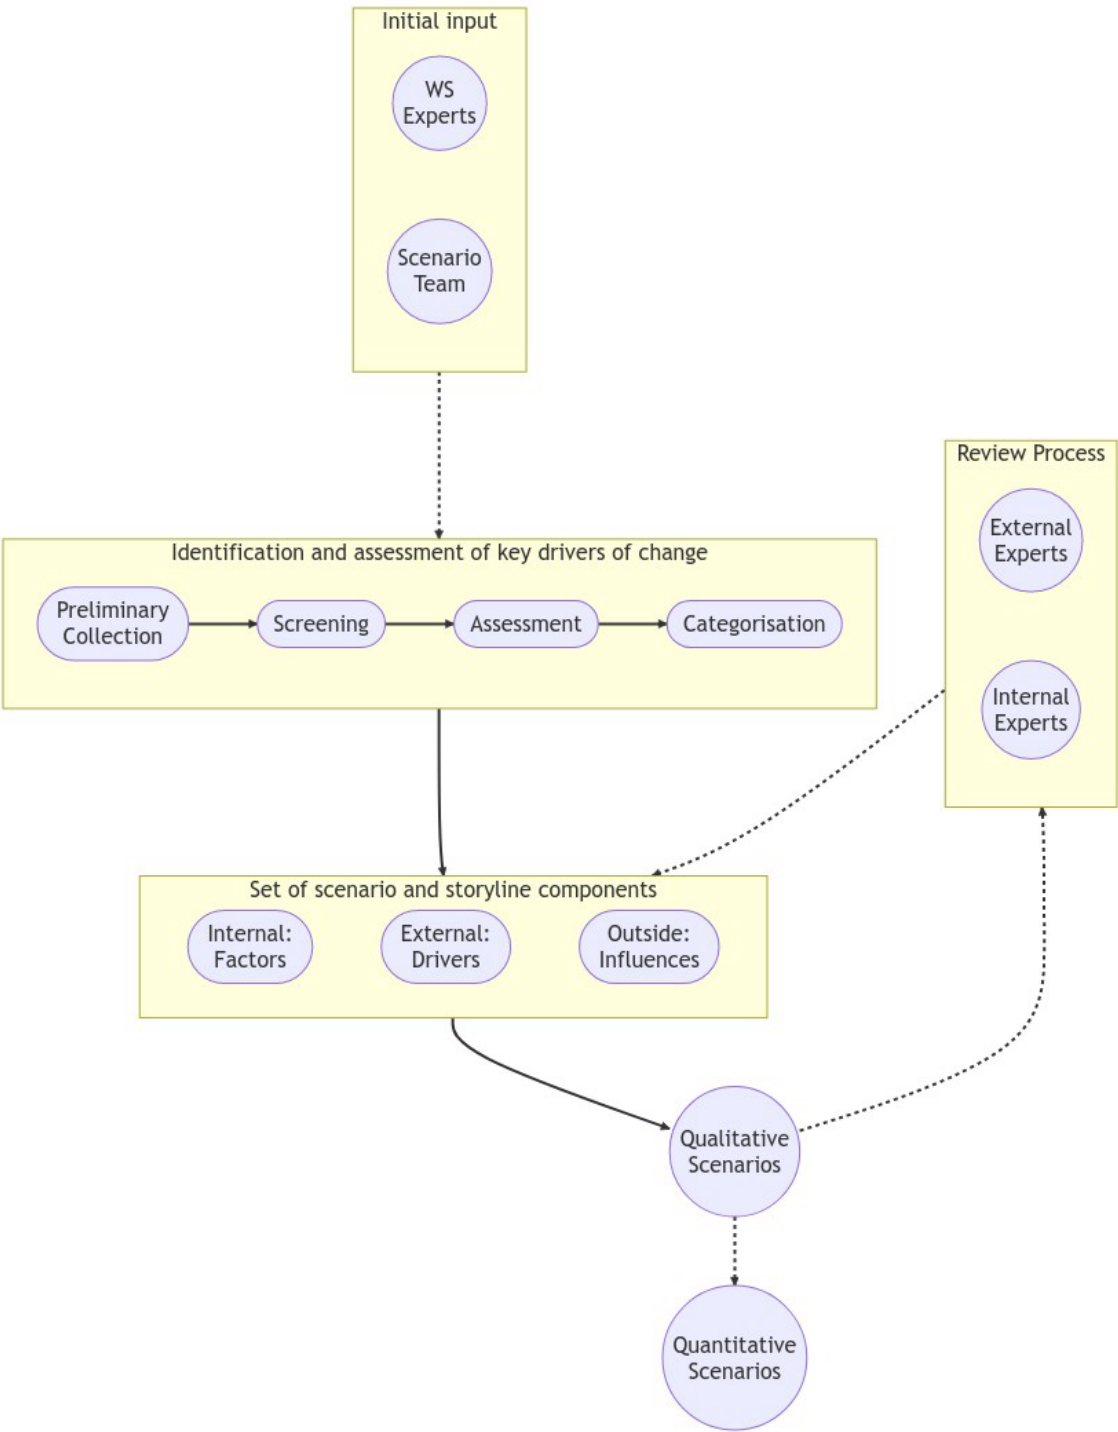 Initial input
WS
Experts
Scenario
Team
Review Process
External
Experts
Internal
Experts
Identification and assessment of key drivers of change
Preliminary
Collection
Screening
Assessment
Categorisation
Set of scenario and storyline components
Internal:
Factors
External:
Drivers
Outside:
Influences
Qualitative
Scenarios
Quantitative
Scenarios